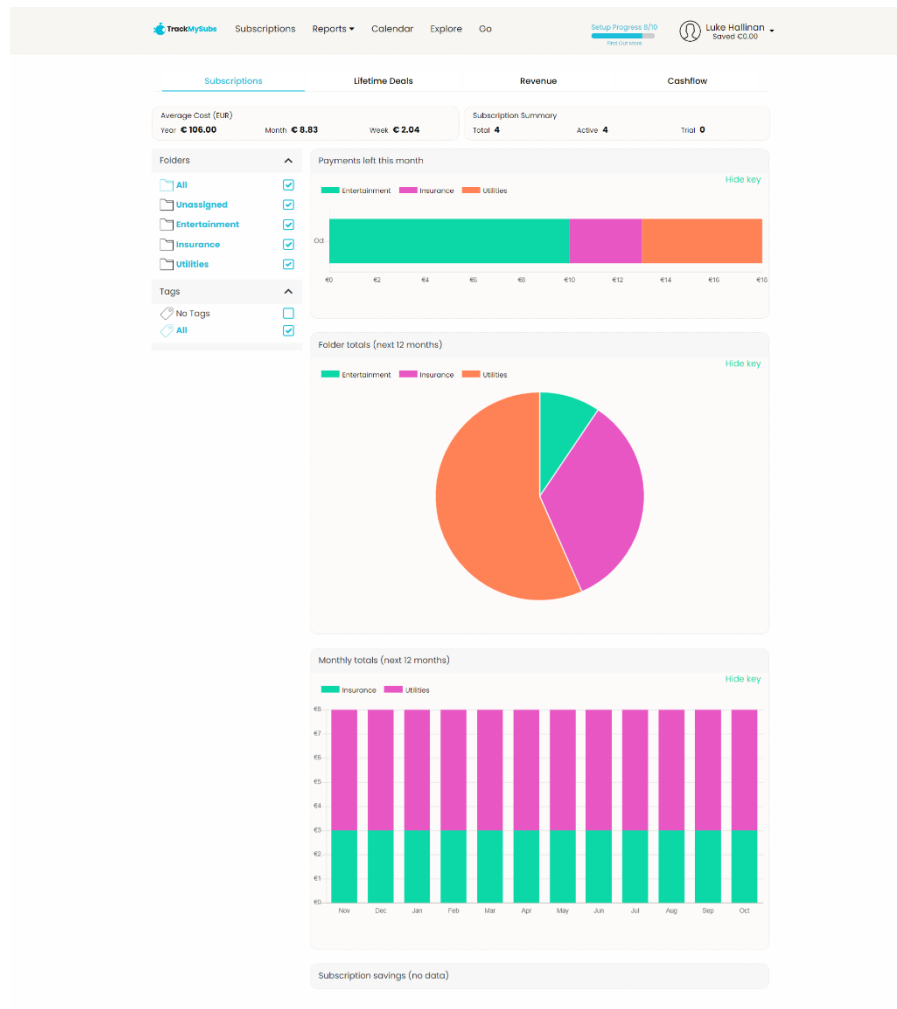 TrackMySubs Subscriptions Reports Calendar Explore Go
Setup Progress 8/10
Find Out More
Luke Hallinan
Saved €0.00
Subscriptions Lifetime Deals Revenue Cashflow
Average Cost (EUR)
Year € 106.00 Month € 8.83 Week € 2.04
Subscription Summary
Total 4 Active 4 Trial 0
Folders
All
Unassigned
Entertainment
Insurance
Utilities
Tags
No Tags
All
Payments left this month
Hide key
Entertainment Insurance Utilities
Oct
€0 €2 €4 €6 €8 €10 €12 €14 €16 €18
Folder totals (next 12 months)
Hide key
Entertainment Insurance Utilities
Monthly totals (next 12 months)
Hide key
Insurance Utilities
€8
€7
€6
€5
€4
€3
€2
€1
€0
Nov Dec Jan Feb Mar Apr May Jun Jul Aug Sep Oct
Subscription savings (no data)